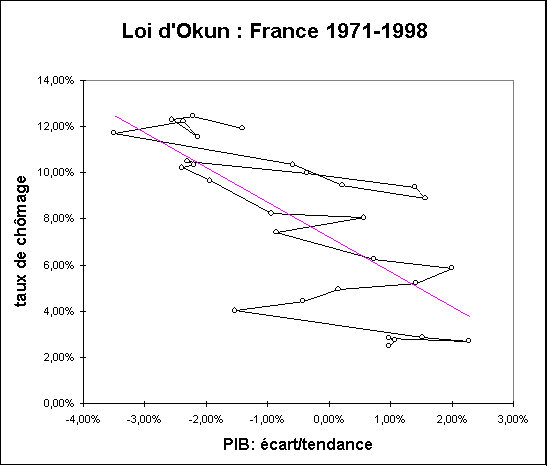 Loi d'Okun : France 1971-1998
14,00%
12,00%
10,00%
8,00%
6,00%
4,00%
2,00%
0,00%
taux de chômage
-4,00% -3,00% -2,00% -1,00% 0,00% 1,00% 2,00% 3,00%
PIB: écart/tendance